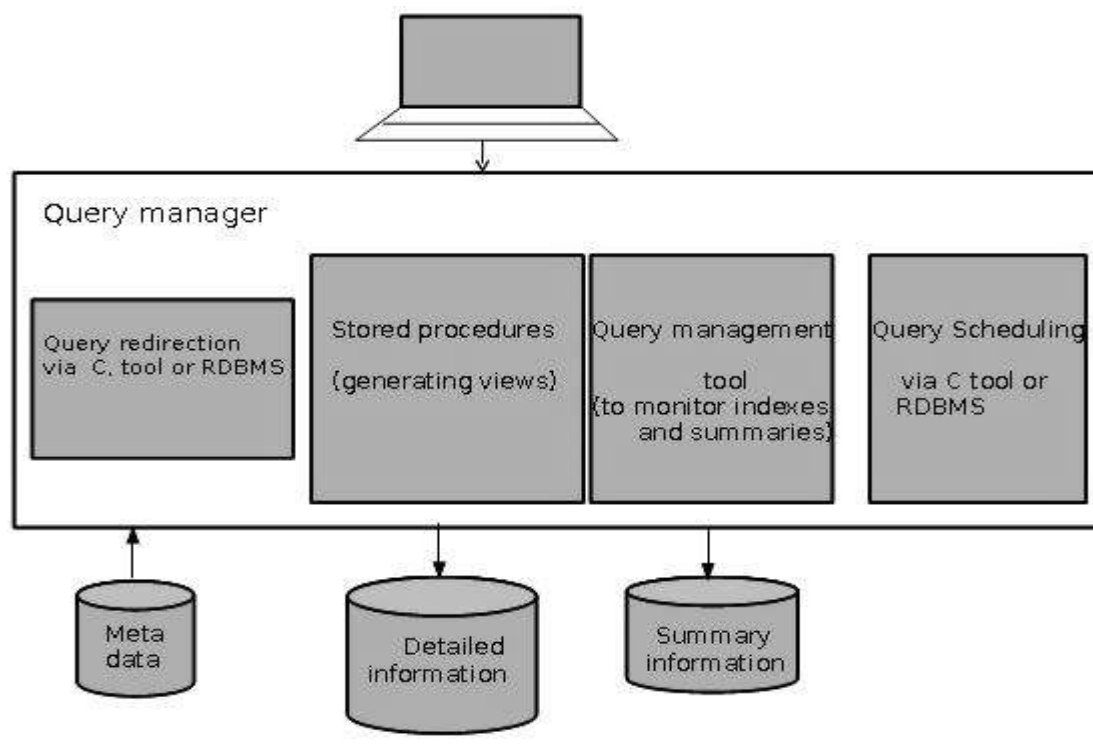 Query manager
Query redirection
via C, tool or RDBMS
Stored procedures
(generating views)
Query management
tool
(to monitor indexes
and summaries)
Query Scheduling
via C tool or
RDBMS
Meta
data
Detailed
information
Summary
information